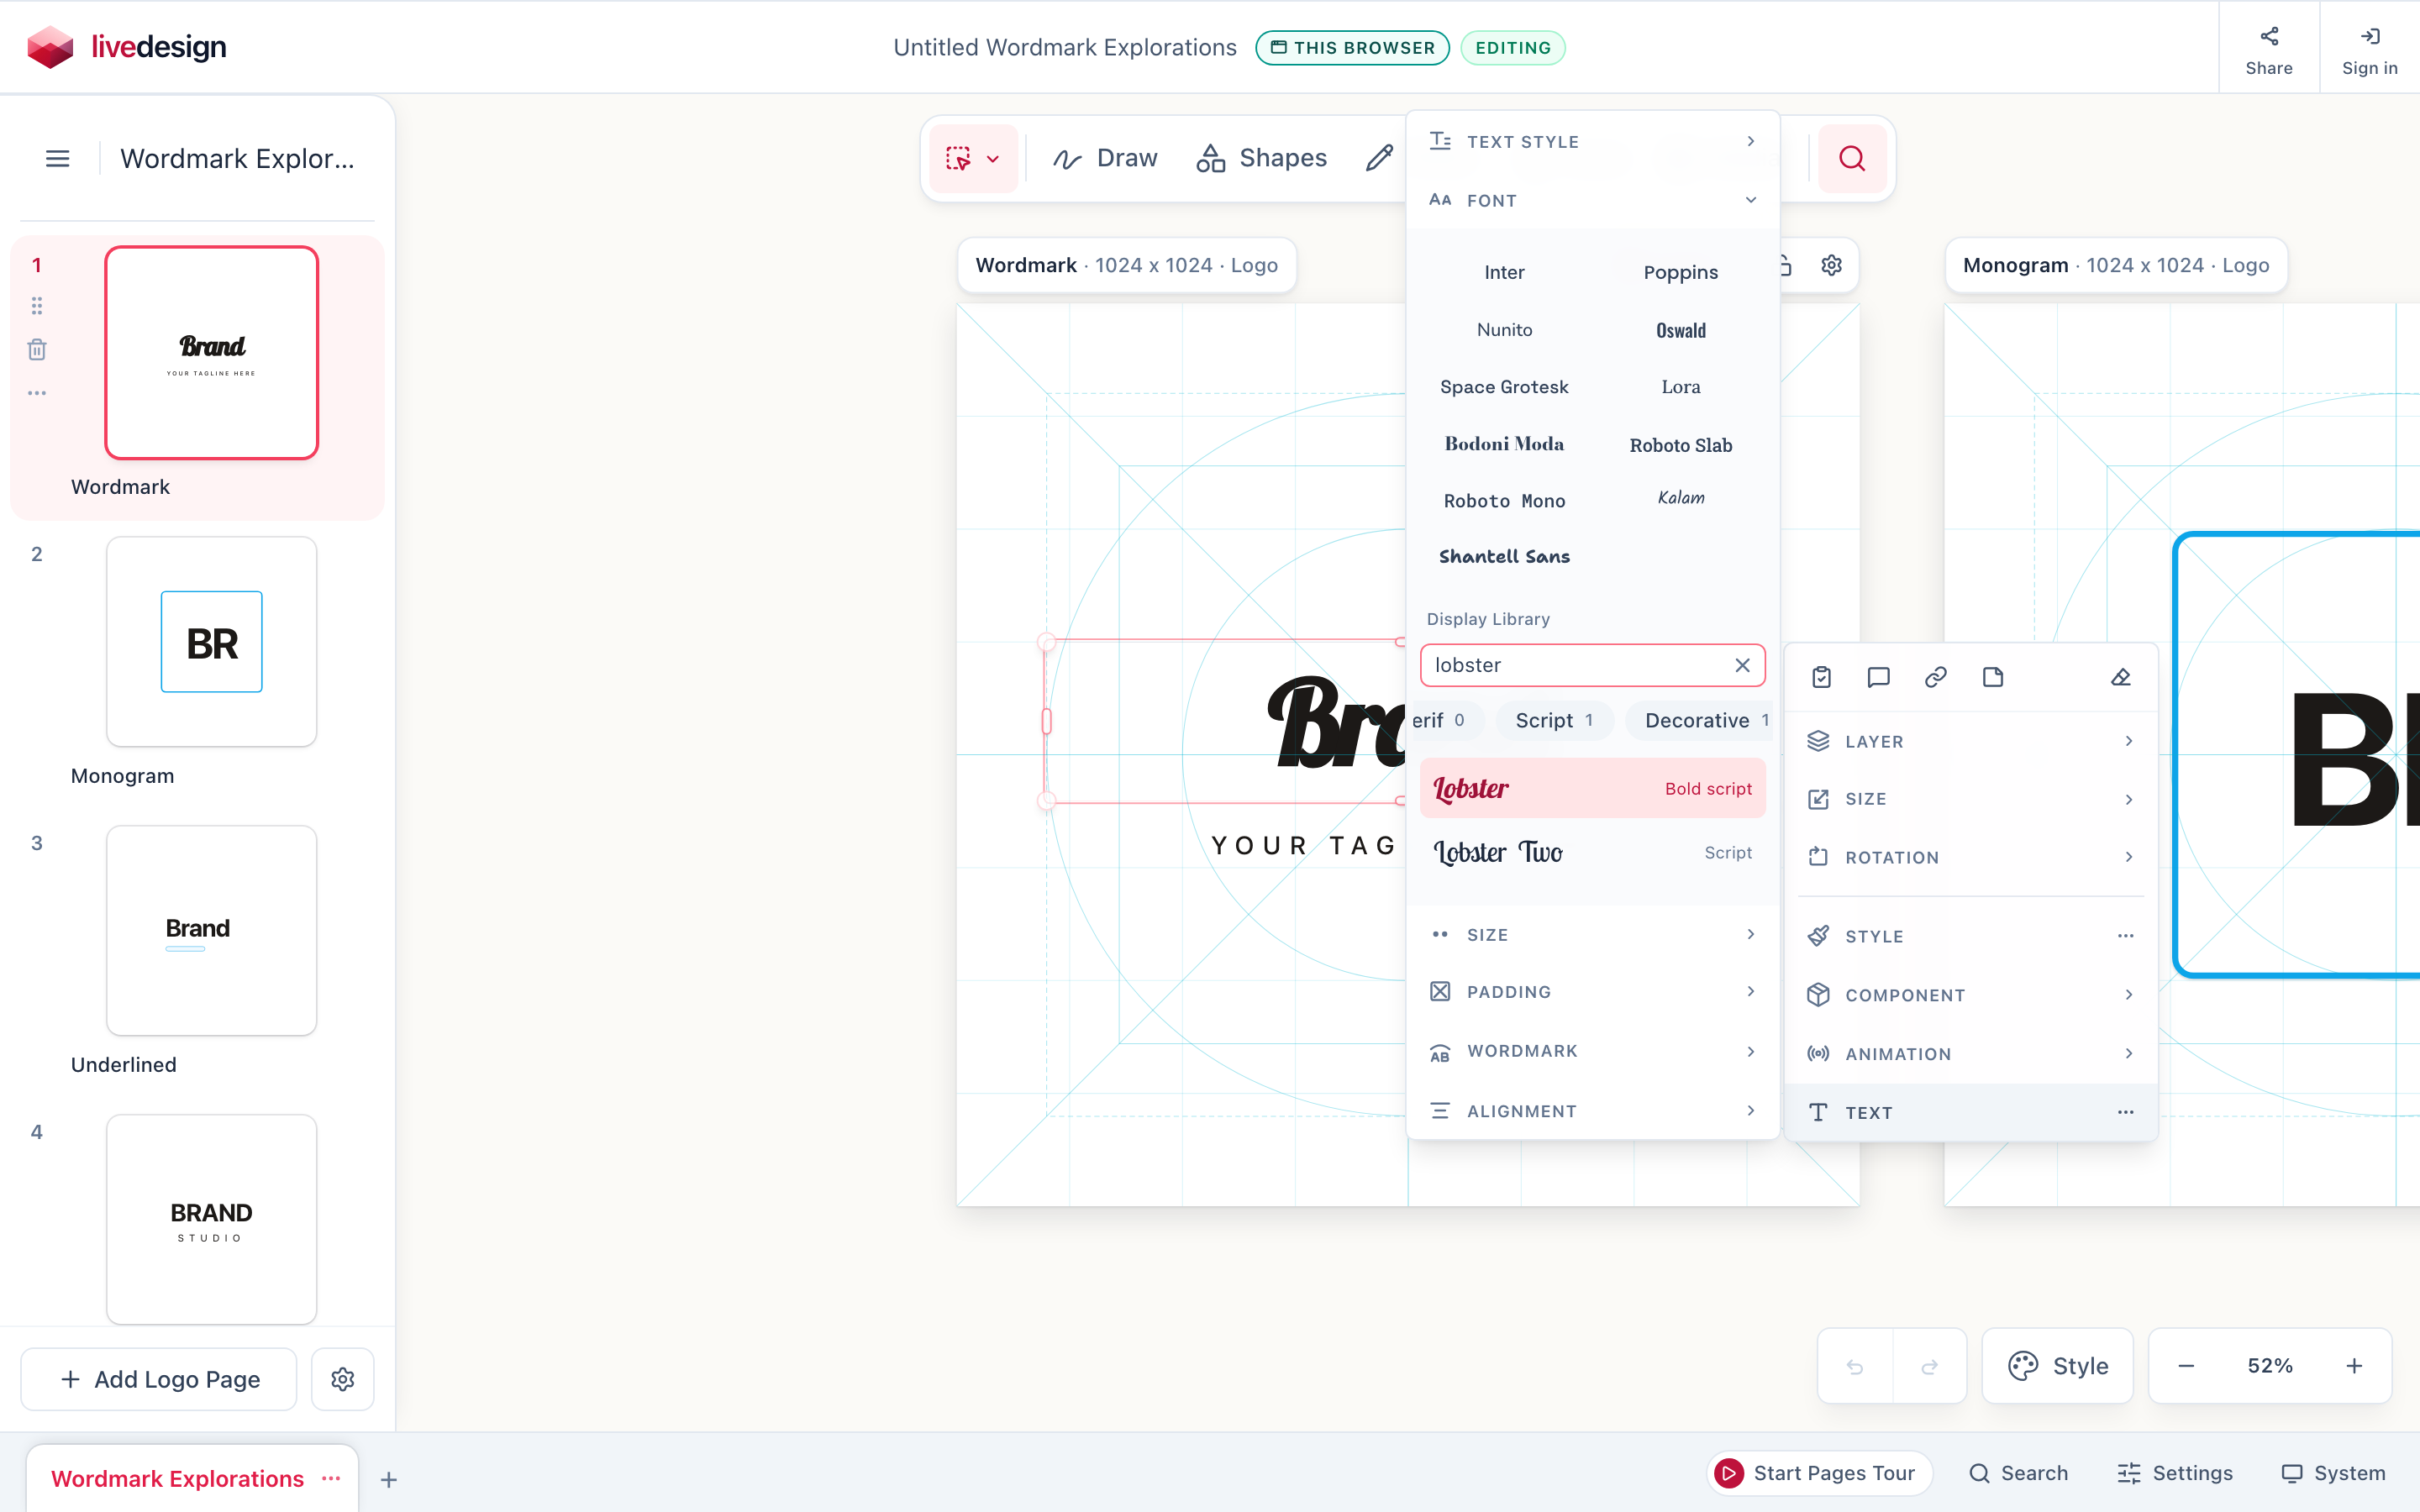 livedesign
Untitled Wordmark Explorations
THIS BROWSER
EDITING
Share
Sign in
Wordmark Explor...
1
Brand
YOUR TAGLINE HERE
Wordmark
2
BR
Monogram
3
Brand
Underlined
4
BRAND
STUDIO
Add Logo Page
Draw
Shapes
Wordmark · 1024 x 1024 · Logo
Monogram · 1024 x 1024 · Logo
Bra
YOUR TAG
TEXT STYLE
FONT
Inter
Poppins
Nunito
Oswald
Space Grotesk
Lora
Bodoni Moda
Roboto Slab
Roboto Mono
Kalam
Shantell Sans
Display Library
lobster
erif 0
Script 1
Decorative 1
Lobster
Bold script
Lobster Two
Script
SIZE
PADDING
WORDMARK
ALIGNMENT
LAYER
SIZE
ROTATION
STYLE
COMPONENT
ANIMATION
TEXT
B
Style
52%
Wordmark Explorations
Start Pages Tour
Search
Settings
System